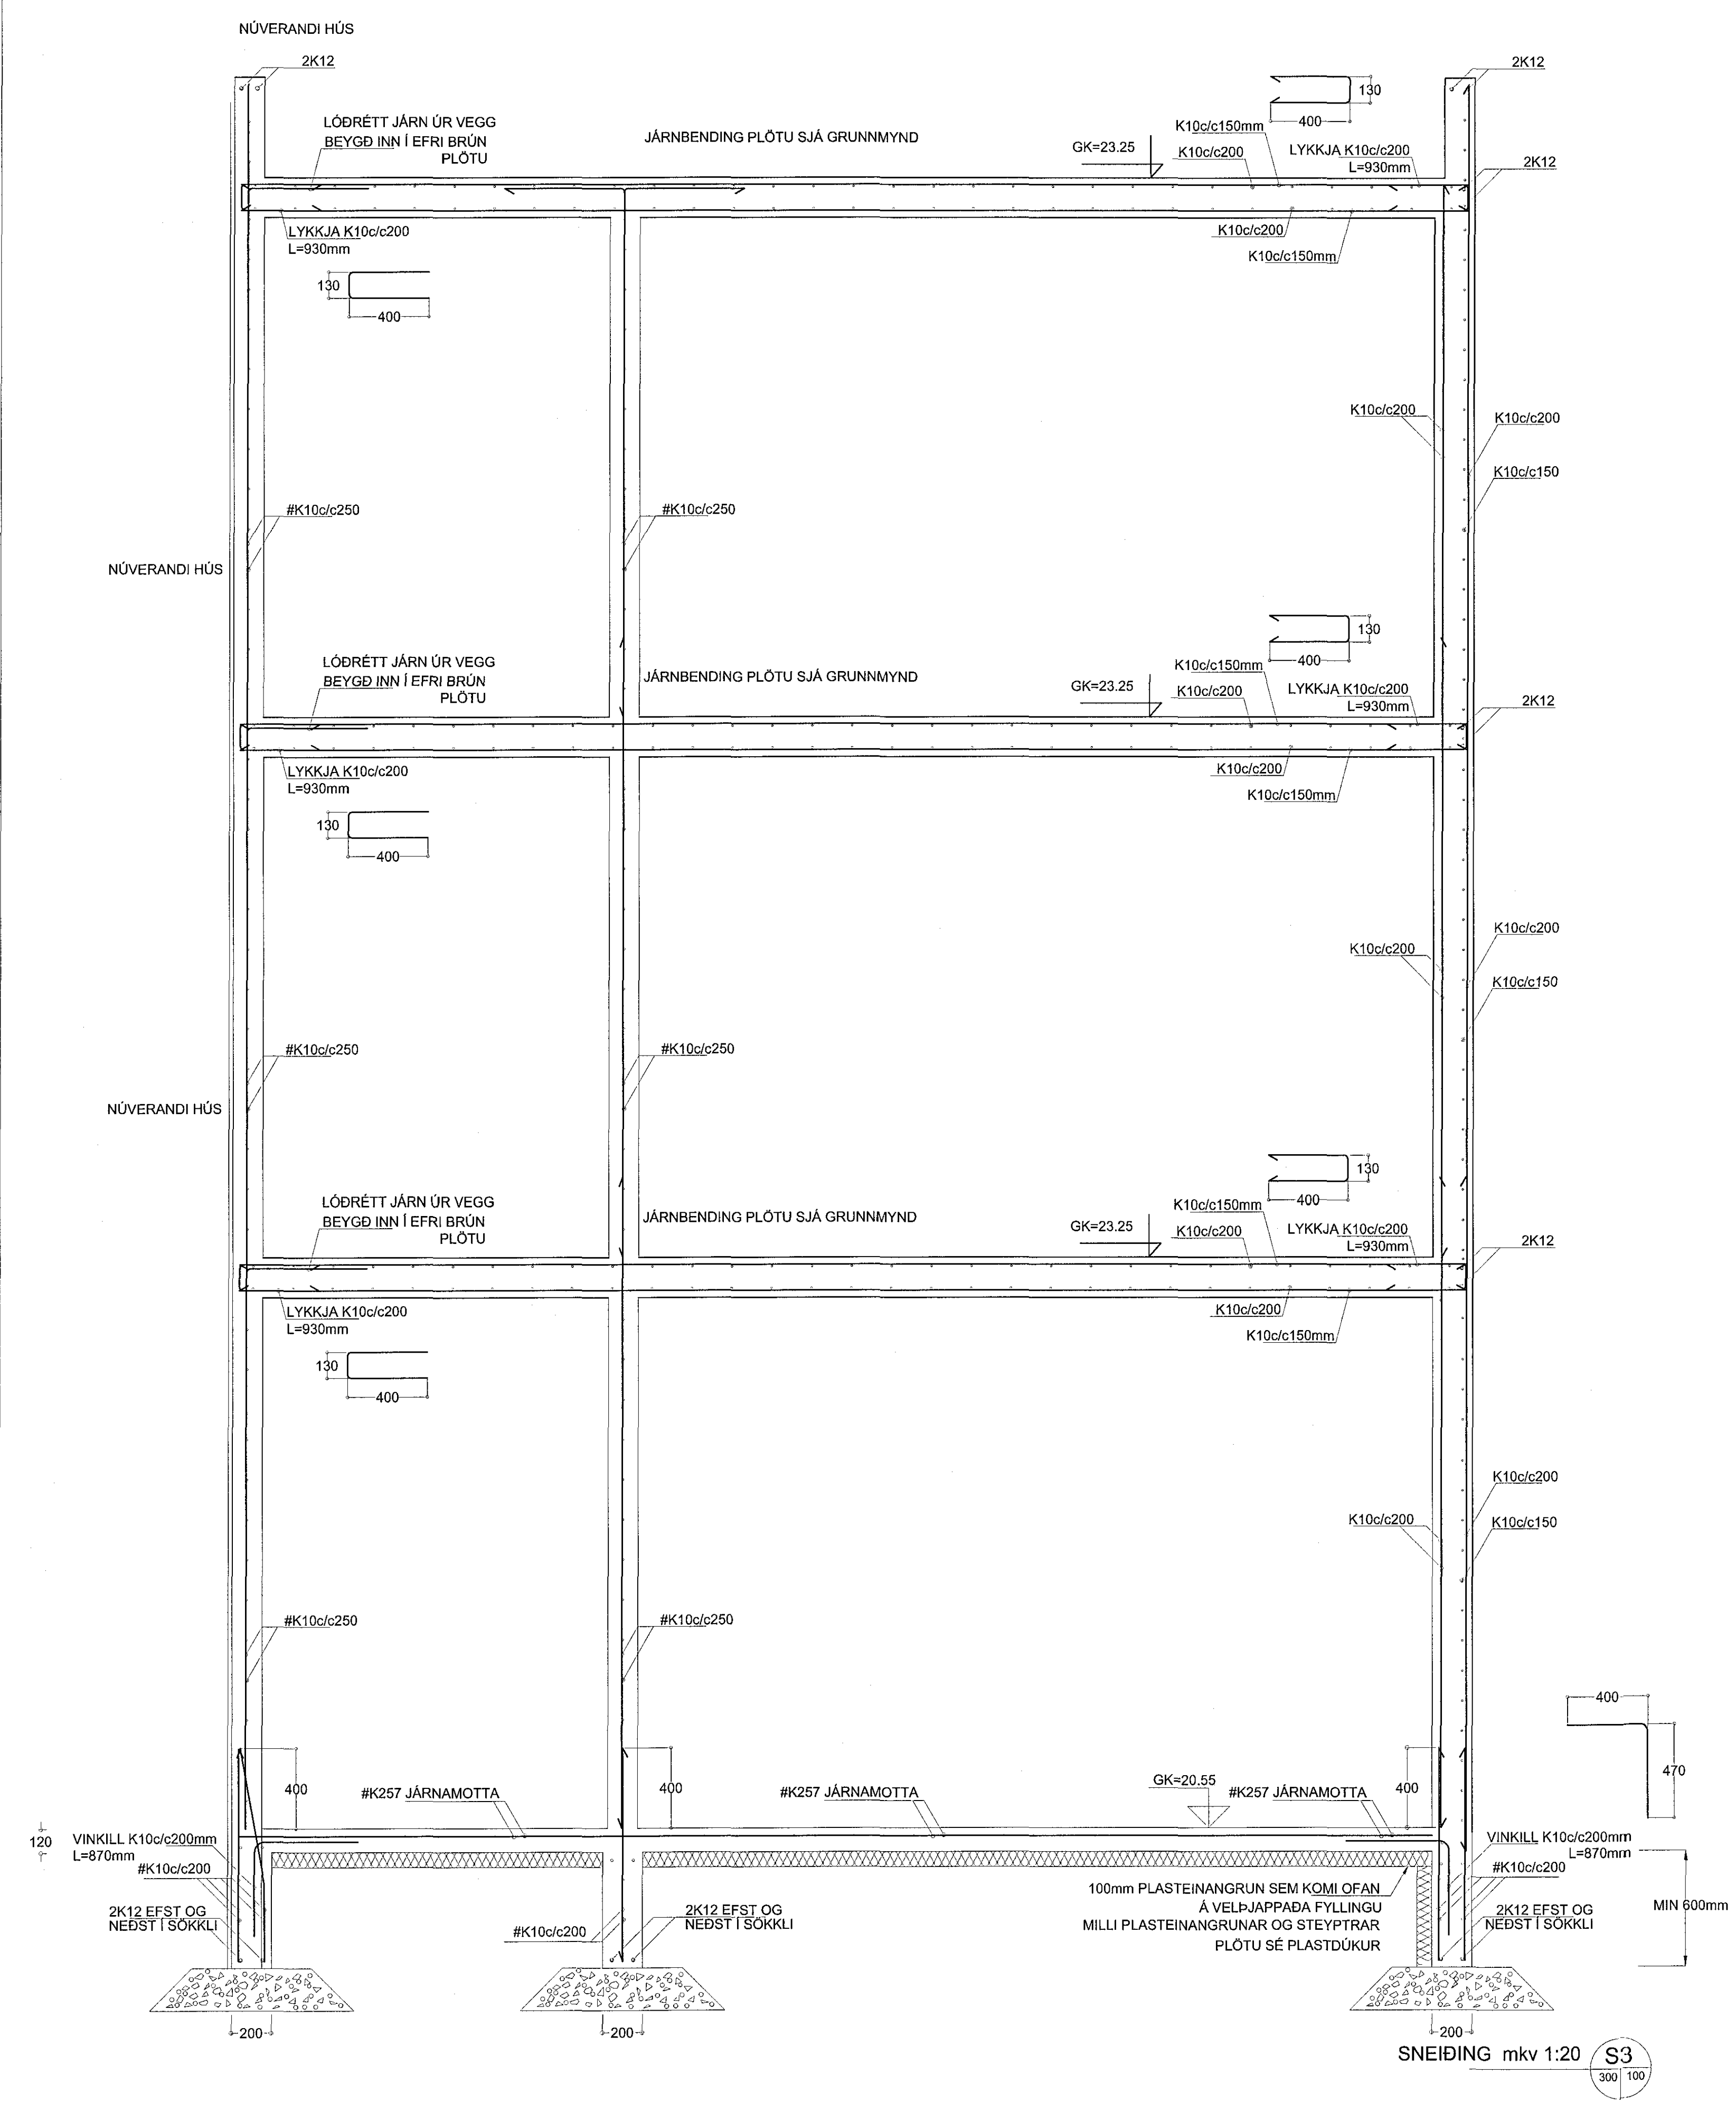 NÚVERANDI HÚS
2K12
2K12
130
400
LÓÐRÉTT JÁRN ÚR VEGG
BEYGÐ INN Í EFRI BRÚN
PLÖTU
JÁRNBENDING PLÖTU SJÁ GRUNNMYND
GK=23.25
K10c/c150mm
K10c/c200
LYKKJA K10c/c200
L=930mm
2K12
LYKKJA K10c/c200
L=930mm
K10c/c200
K10c/c150mm
130
400
K10c/c200
K10c/c200
K10c/c150
#K10c/c250
#K10c/c250
NÚVERANDI HÚS
130
400
LÓÐRÉTT JÁRN ÚR VEGG
BEYGÐ INN Í EFRI BRÚN
PLÖTU
JÁRNBENDING PLÖTU SJÁ GRUNNMYND
GK=23.25
K10c/c150mm
K10c/c200
LYKKJA K10c/c200
L=930mm
2K12
LYKKJA K10c/c200
L=930mm
K10c/c200
K10c/c150mm
130
400
K10c/c200
K10c/c200
K10c/c150
#K10c/c250
#K10c/c250
NÚVERANDI HÚS
130
400
LÓÐRÉTT JÁRN ÚR VEGG
BEYGÐ INN Í EFRI BRÚN
PLÖTU
JÁRNBENDING PLÖTU SJÁ GRUNNMYND
GK=23.25
K10c/c150mm
K10c/c200
LYKKJA K10c/c200
L=930mm
2K12
LYKKJA K10c/c200
L=930mm
K10c/c200
K10c/c150mm
130
400
K10c/c200
K10c/c200
K10c/c150
#K10c/c250
#K10c/c250
400
470
400
#K257 JÁRNAMOTTA
400
#K257 JÁRNAMOTTA
GK=20.55
#K257 JÁRNAMOTTA
400
120
VINKILL K10c/c200mm
L=870mm
#K10c/c200
2K12 EFST OG
NEÐST Í SÖKKLI
#K10c/c200
2K12 EFST OG
NEÐST Í SÖKKLI
100mm PLASTEINANGRUN SEM KOMI OFAN
Á VELÞJAPPAÐA FYLLINGU
MILLI PLASTEINANGRUNAR OG STEYPTRAR
PLÖTU SÉ PLASTDÚKUR
VINKILL K10c/c200mm
L=870mm
#K10c/c200
2K12 EFST OG
NEÐST Í SÖKKLI
MIN 600mm
200
200
200
SNEIÐING mkv 1:20
S3
300 100